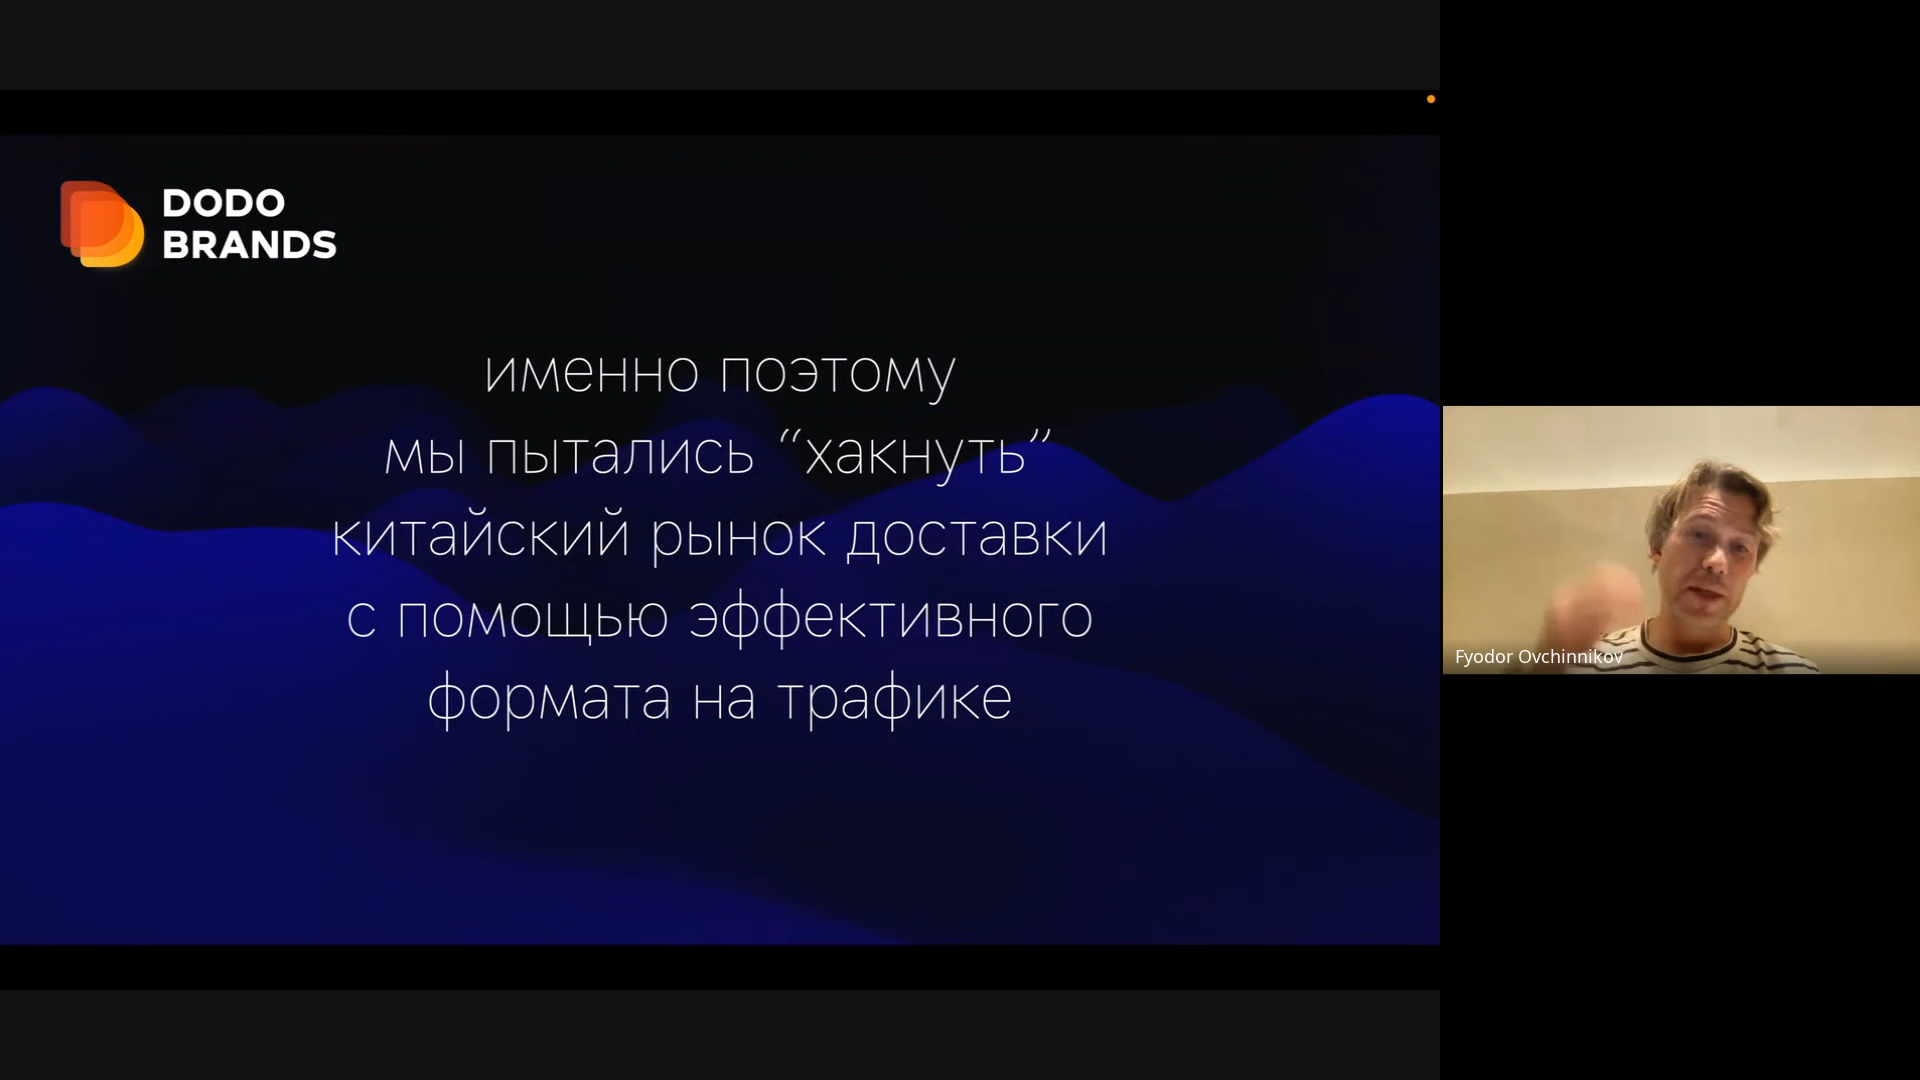 DODO
BRANDS
именно поэтому
мы пытались “хакнуть”
китайский рынок доставки
с помощью эффективного
формата на трафике
Fyodor Ovchinnikov